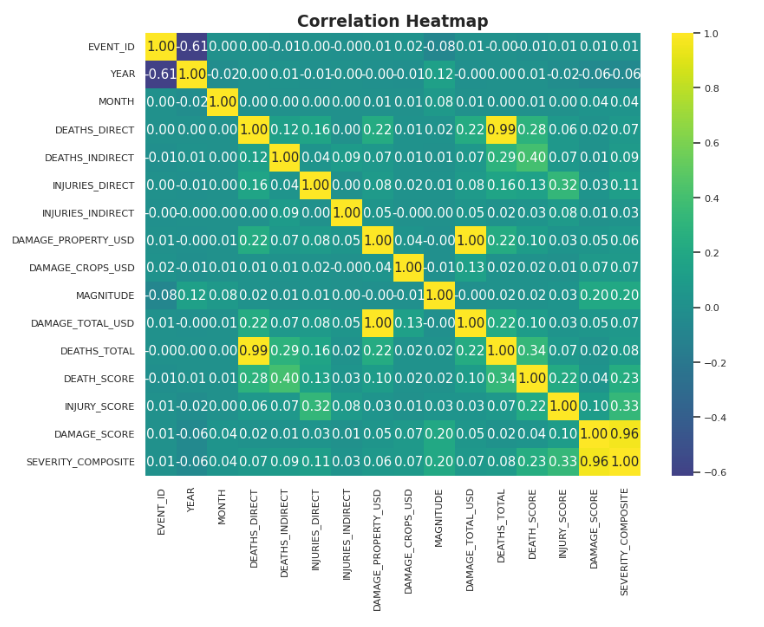 Correlation Heatmap
EVENT_ID 1.00 -0.61 0.00 0.00 -0.01 0.00 -0.00 0.01 0.02 -0.08 0.01 -0.00 -0.01 0.01 0.01 0.01
YEAR -0.61 1.00 -0.02 0.00 0.01 -0.01 -0.00 -0.00 -0.01 0.12 -0.00 0.00 0.01 -0.02 -0.06 -0.06
MONTH 0.00 -0.02 1.00 0.00 0.00 0.00 0.00 0.01 0.01 0.08 0.01 0.00 0.01 0.00 0.04 0.04
DEATHS_DIRECT 0.00 0.00 0.00 1.00 0.12 0.16 0.00 0.22 0.01 0.02 0.22 0.99 0.28 0.06 0.02 0.07
DEATHS_INDIRECT -0.01 0.01 0.00 0.12 1.00 0.04 0.09 0.07 0.01 0.01 0.07 0.29 0.40 0.07 0.01 0.09
INJURIES_DIRECT 0.00 -0.01 0.00 0.16 0.04 1.00 0.00 0.08 0.02 0.01 0.08 0.16 0.13 0.32 0.03 0.11
INJURIES_INDIRECT -0.00 -0.00 0.00 0.00 0.09 0.00 1.00 0.05 -0.00 0.00 0.05 0.02 0.03 0.08 0.01 0.03
DAMAGE_PROPERTY_USD 0.01 -0.00 0.01 0.22 0.07 0.08 0.05 1.00 0.04 -0.00 1.00 0.22 0.10 0.03 0.05 0.06
DAMAGE_CROPS_USD 0.02 -0.01 0.01 0.01 0.01 0.02 -0.00 0.04 1.00 -0.01 0.13 0.02 0.02 0.01 0.07 0.07
MAGNITUDE -0.08 0.12 0.08 0.02 0.01 0.01 0.00 -0.00 -0.01 1.00 -0.00 0.02 0.02 0.03 0.20 0.20
DAMAGE_TOTAL_USD 0.01 -0.00 0.01 0.22 0.07 0.08 0.05 1.00 0.13 -0.00 1.00 0.22 0.10 0.03 0.05 0.07
DEATHS_TOTAL -0.00 0.00 0.00 0.99 0.29 0.16 0.02 0.22 0.02 0.02 0.22 1.00 0.34 0.07 0.02 0.08
DEATH_SCORE -0.01 0.01 0.01 0.28 0.40 0.13 0.03 0.10 0.02 0.02 0.10 0.34 1.00 0.22 0.04 0.23
INJURY_SCORE 0.01 -0.02 0.00 0.06 0.07 0.32 0.08 0.03 0.01 0.03 0.03 0.07 0.22 1.00 0.10 0.33
DAMAGE_SCORE 0.01 -0.06 0.04 0.02 0.01 0.03 0.01 0.05 0.07 0.20 0.05 0.02 0.04 0.10 1.00 0.96
SEVERITY_COMPOSITE 0.01 -0.06 0.04 0.07 0.09 0.11 0.03 0.06 0.07 0.20 0.07 0.08 0.23 0.33 0.96 1.00
EVENT_ID
YEAR
MONTH
DEATHS_DIRECT
DEATHS_INDIRECT
INJURIES_DIRECT
INJURIES_INDIRECT
DAMAGE_PROPERTY_USD
DAMAGE_CROPS_USD
MAGNITUDE
DAMAGE_TOTAL_USD
DEATHS_TOTAL
DEATH_SCORE
INJURY_SCORE
DAMAGE_SCORE
SEVERITY_COMPOSITE
1.0
0.8
0.6
0.4
0.2
0.0
−0.2
−0.4
−0.6